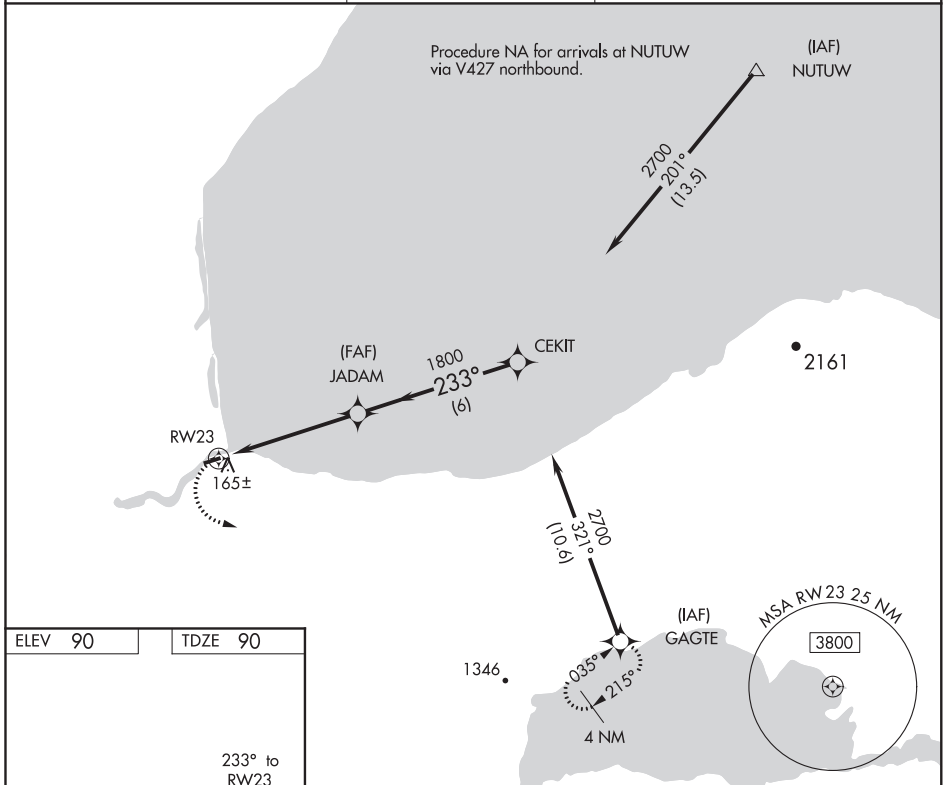 Procedure NA for arrivals at NUTUW
via V427 northbound.
(IAF)
NUTUW
2700
201°
(13.5)
CEKIT
2161
(FAF)
JADAM
1800
233°
(6)
RW23
165±
2700
321°
(10.6)
(IAF)
GAGTE
035°
215°
4 NM
1346
MSA RW23 25 NM
3800
ELEV 90
TDZE 90
233° to
RW23